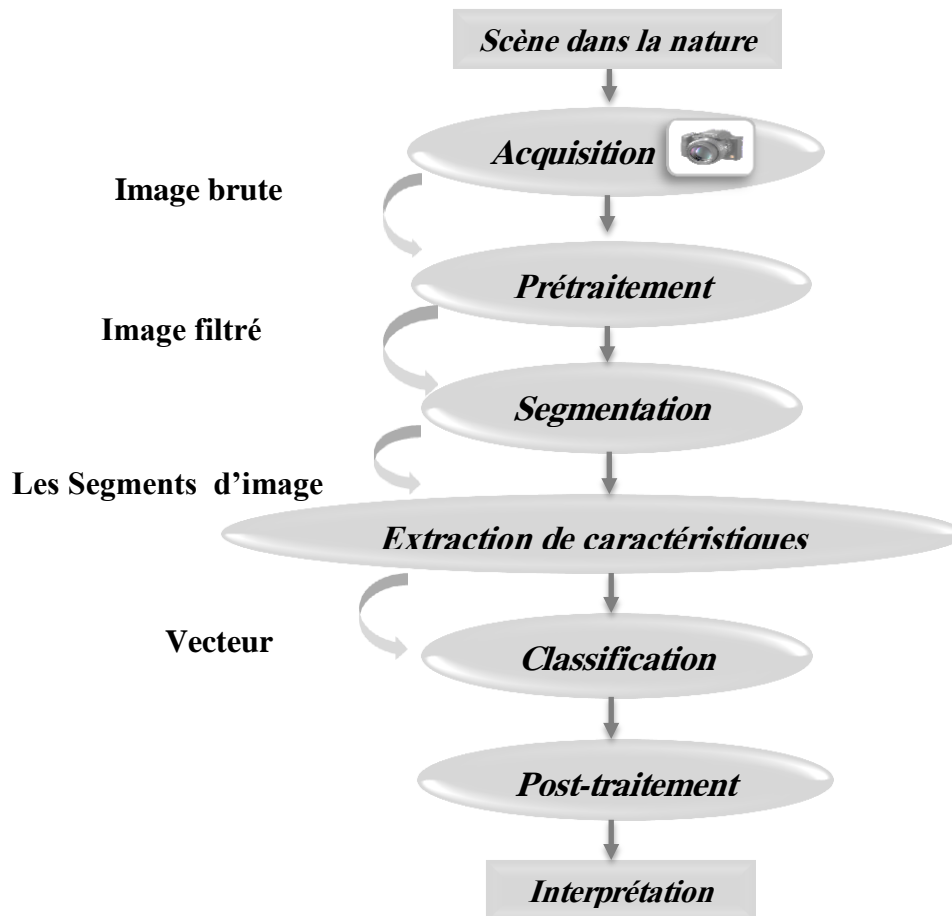 Scène dans la nature
Acquisition
Image brute
Prétraitement
Image filtré
Segmentation
Les Segments d’image
Extraction de caractéristiques
Vecteur
Classification
Post-traitement
Interprétation